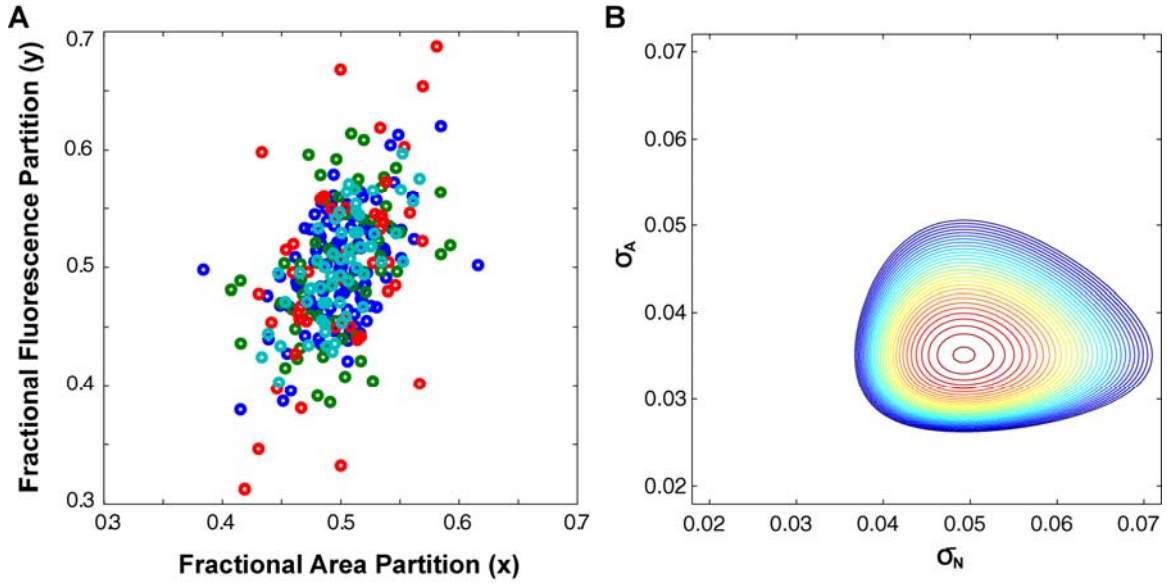 A
Fractional Fluorescence Partition (y)
0.7
0.6
0.5
0.4
0.3
0.3 0.4 0.5 0.6 0.7
Fractional Area Partition (x)
B
σA
0.07
0.06
0.05
0.04
0.03
0.02
0.02 0.03 0.04 0.05 0.06 0.07
σN